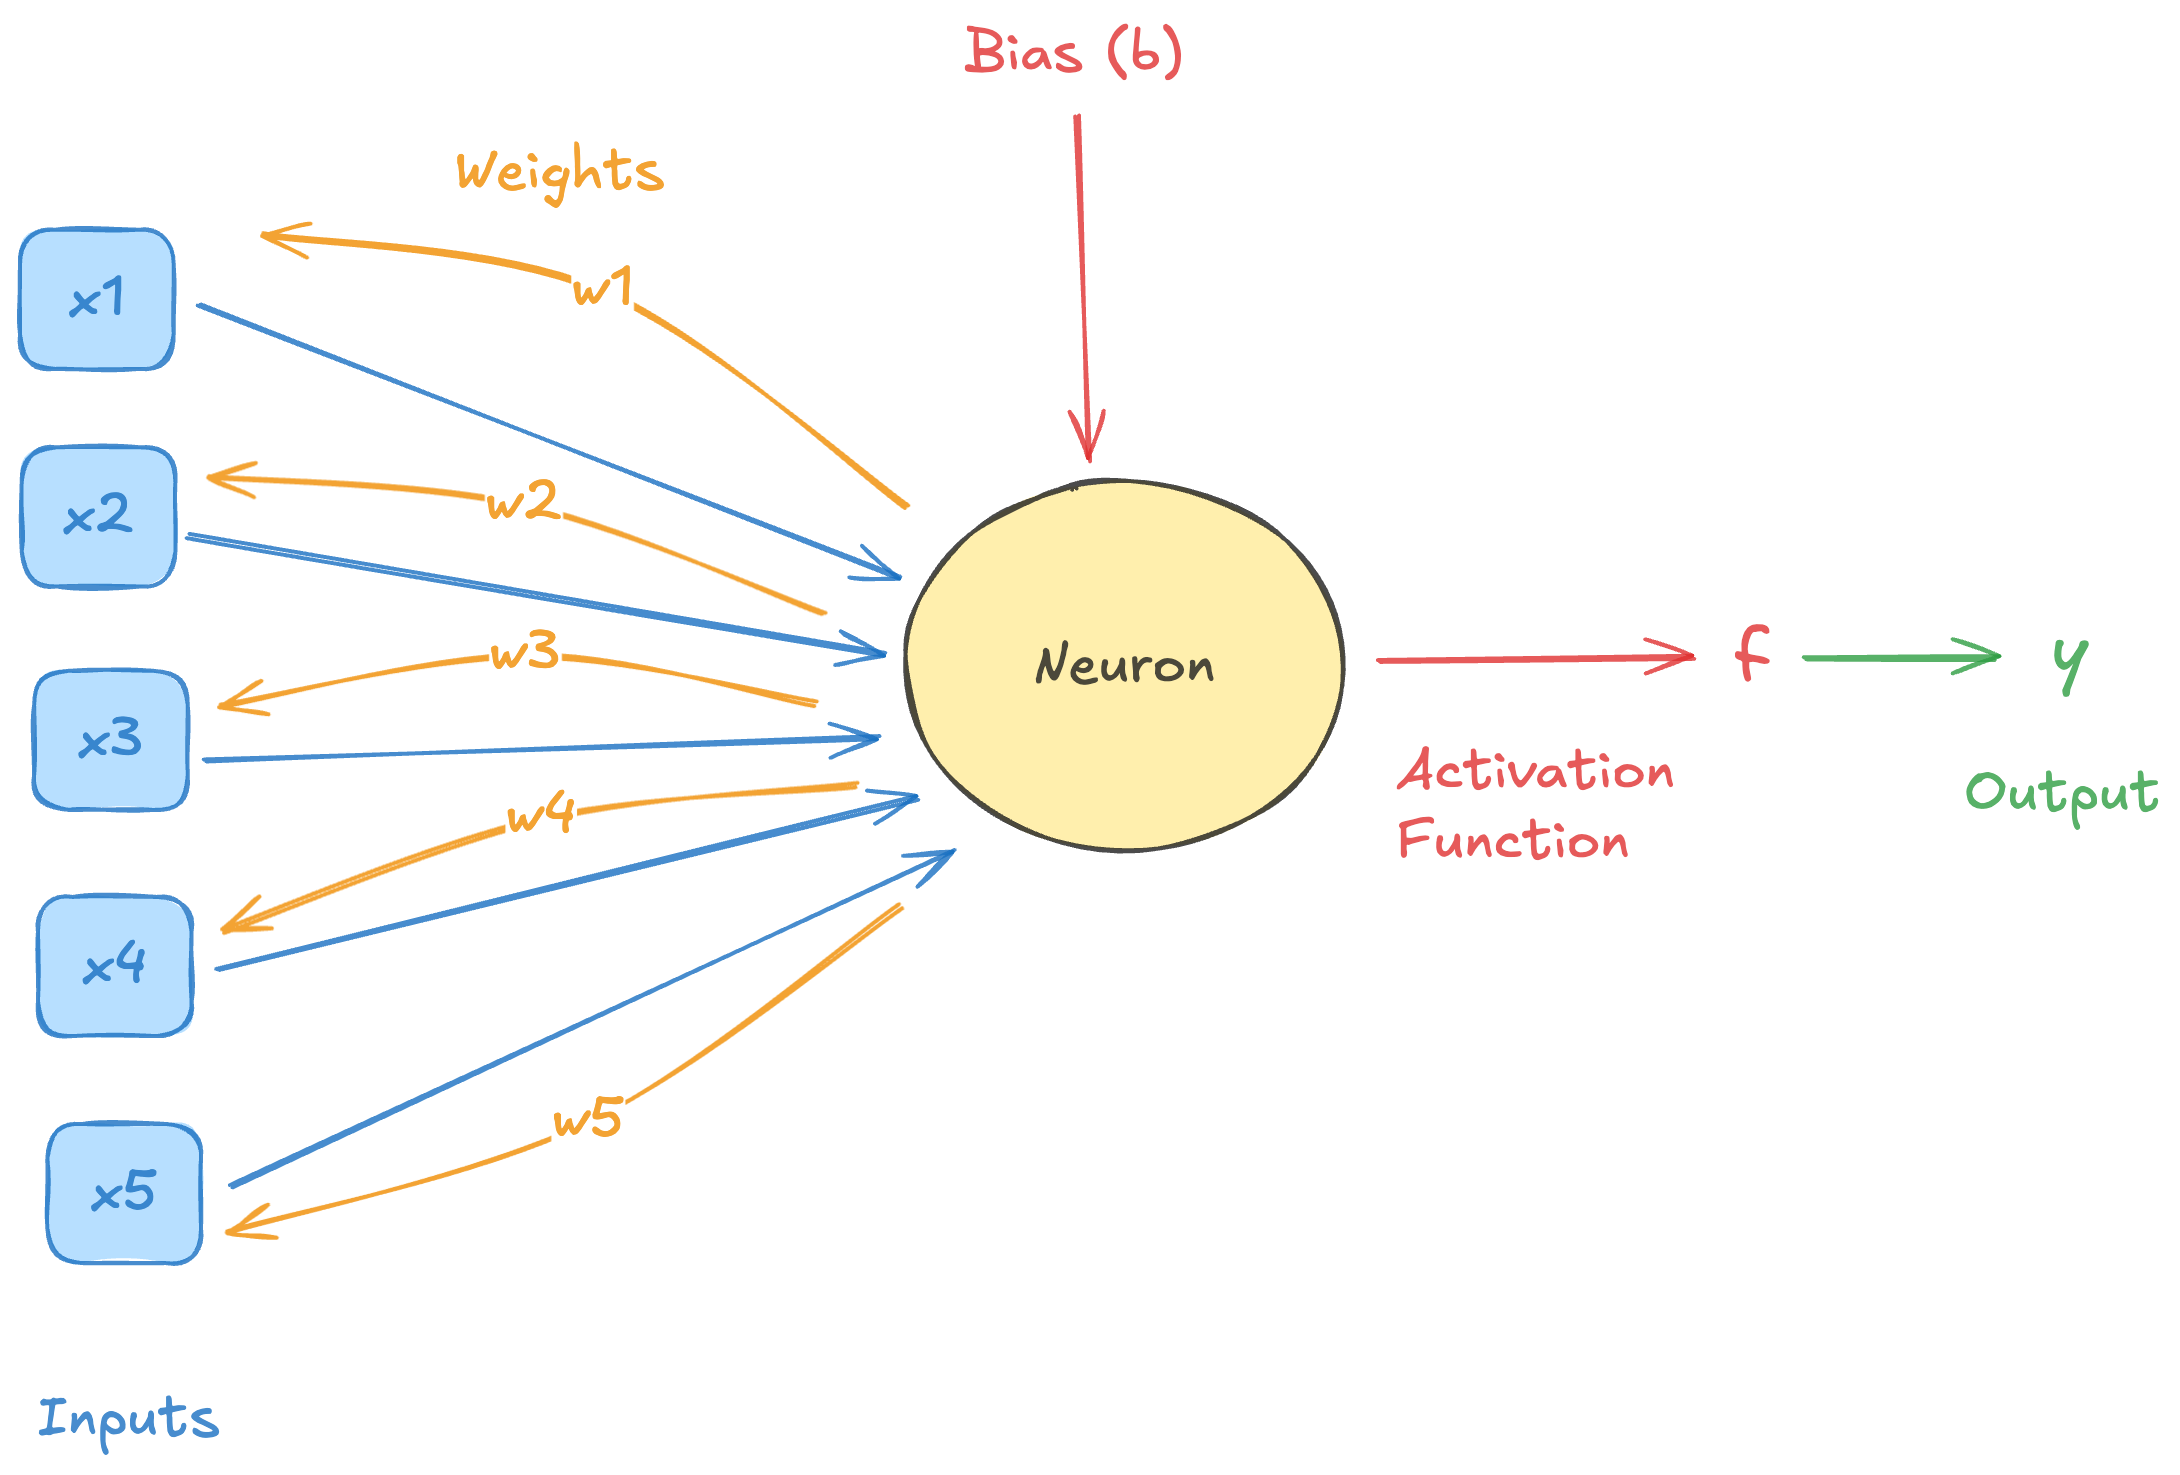 Bias (b)
Weights
x1
w1
x2
w2
x3
w3
x4
w4
x5
w5
Neuron
f
y
Activation
Function
Output
Inputs